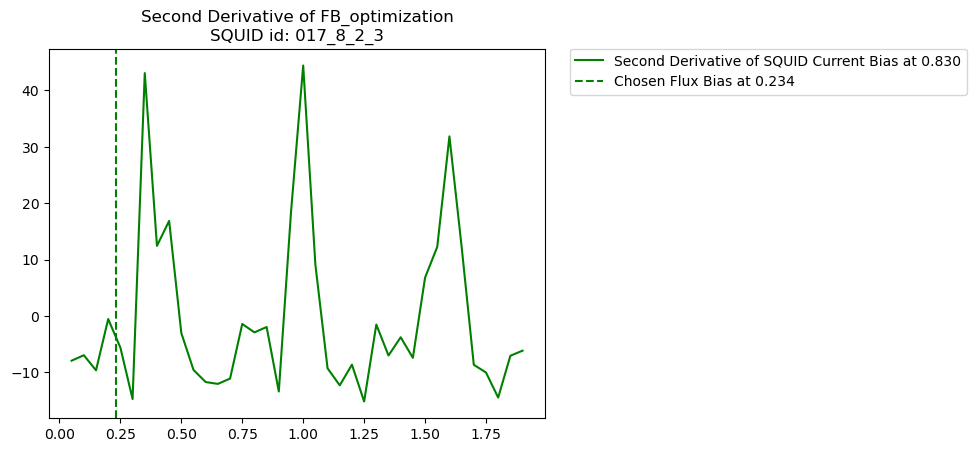 Second Derivative of FB_optimization
SQUID id: 017_8_2_3
Second Derivative of SQUID Current Bias at 0.830
Chosen Flux Bias at 0.234
40
30
20
10
0
−10
0.00 0.25 0.50 0.75 1.00 1.25 1.50 1.75